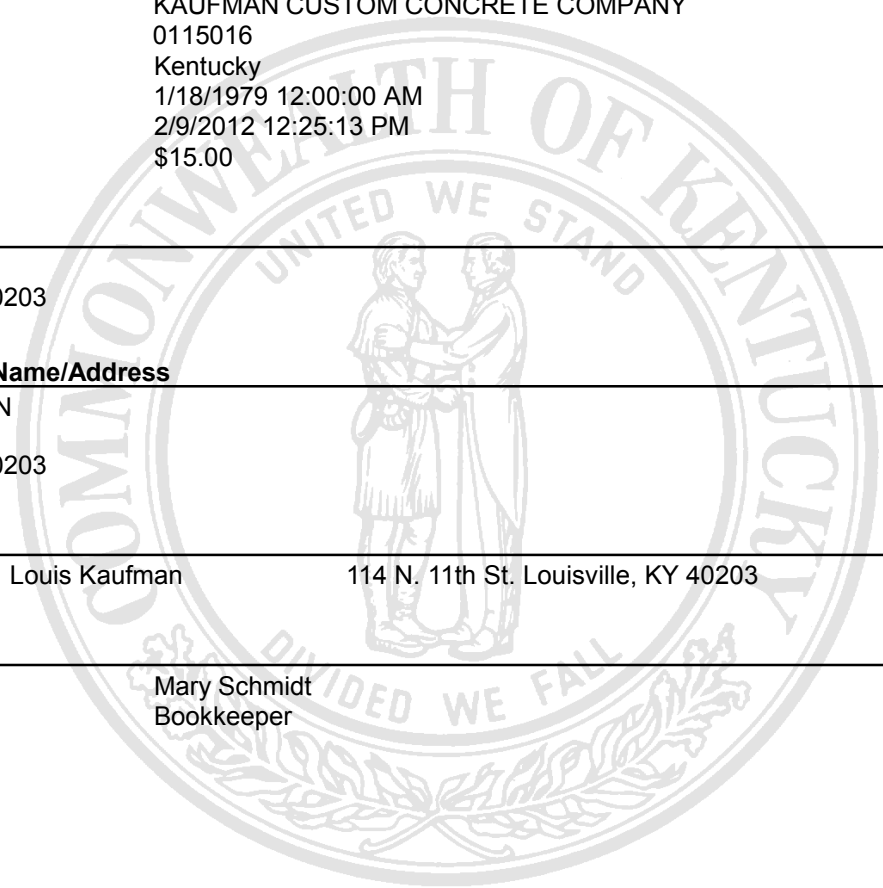 KAUFMAN CUSTOM CONCRETE COMPANY
0115016
Kentucky
1/18/1979 12:00:00 AM
2/9/2012 12:25:13 PM
$15.00
0203
Name/Address
N
0203
Louis Kaufman 114 N. 11th St. Louisville, KY 40203
Mary Schmidt
Bookkeeper
COMMONWEALTH OF KENTUCKY
UNITED WE STAND
DIVIDED WE FALL